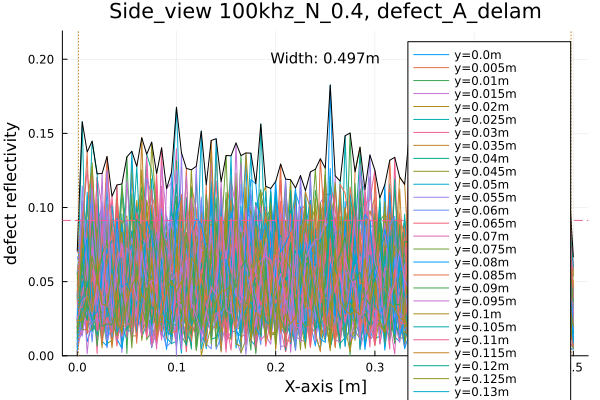 Side_view 100khz_N_0.4, defect_A_delam
defect reflectivity
0.20
0.15
0.10
0.05
0.00
Width: 0.497m
y=0.0m
y=0.005m
y=0.01m
y=0.015m
y=0.02m
y=0.025m
y=0.03m
y=0.035m
y=0.04m
y=0.045m
y=0.05m
y=0.055m
y=0.06m
y=0.065m
y=0.07m
y=0.075m
y=0.08m
y=0.085m
y=0.09m
y=0.095m
y=0.1m
y=0.105m
y=0.11m
y=0.115m
y=0.12m
y=0.125m
y=0.13m
0.0 0.1 0.2 0.3 .5
X-axis [m]